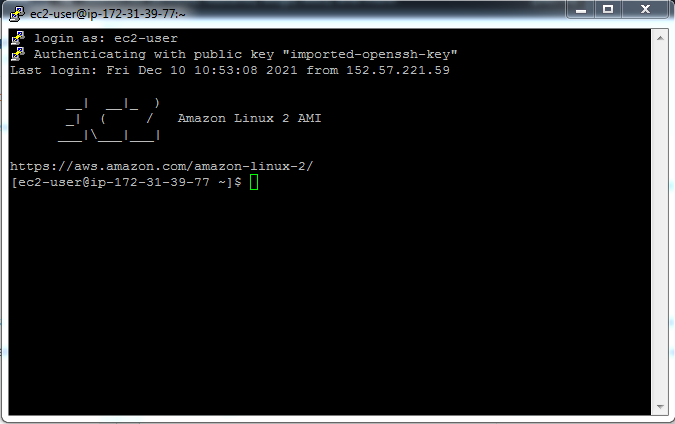 ec2-user@ip-172-31-39-77:~
login as: ec2-user
Authenticating with public key "imported-openssh-key"
Last login: Fri Dec 10 10:53:08 2021 from 152.57.221.59
       __|  __|_  )
       _|  (     /   Amazon Linux 2 AMI
      ___|\___|___|
https://aws.amazon.com/amazon-linux-2/
[ec2-user@ip-172-31-39-77 ~]$